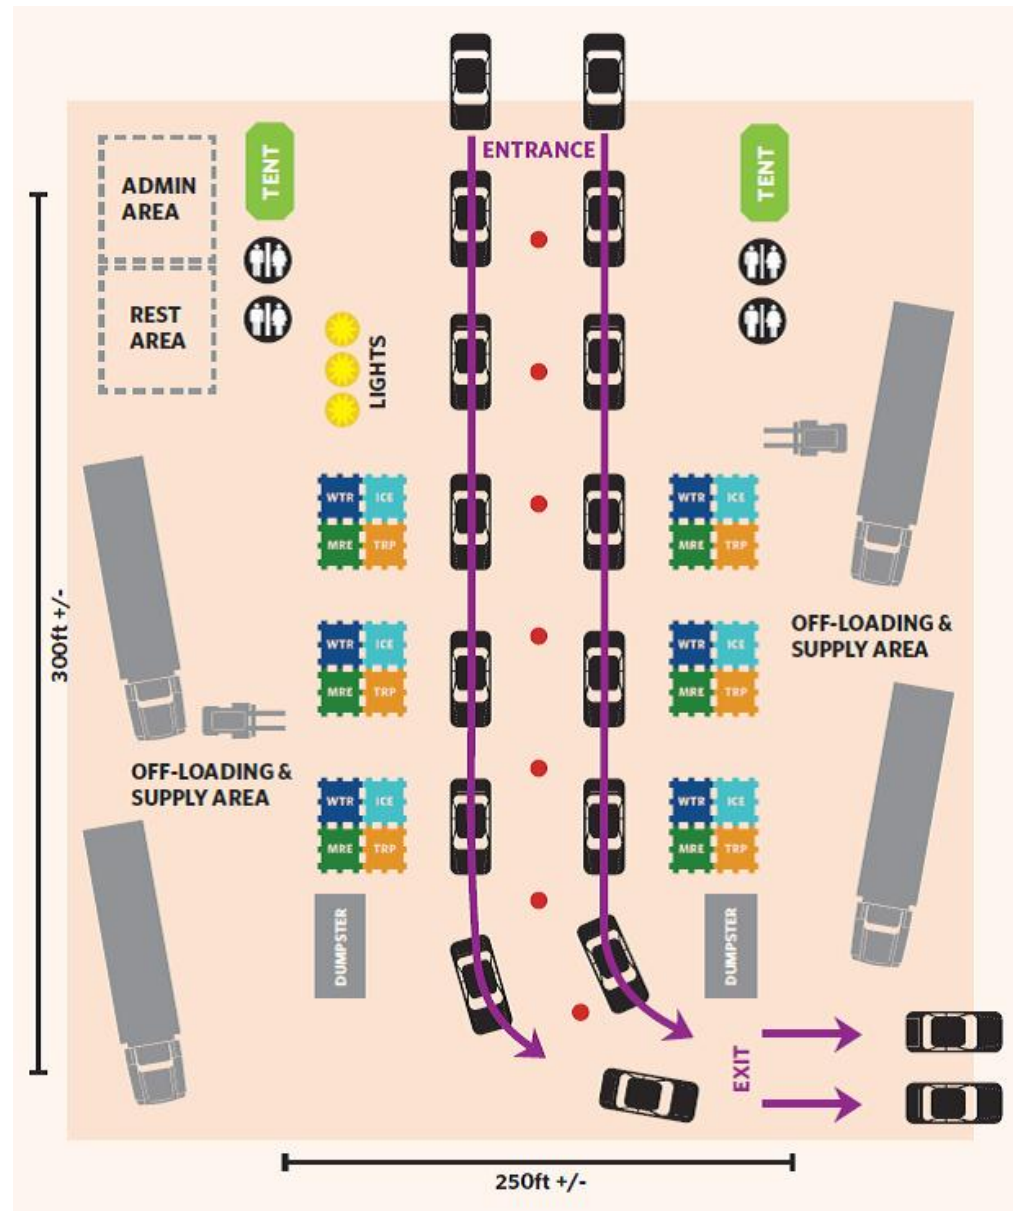 ENTRANCE
TENT
TENT
ADMIN
AREA
REST
AREA
LIGHTS
WTR ICE
MRE TRP
WTR ICE
MRE TRP
300ft +/-
OFF-LOADING &
SUPPLY AREA
WTR ICE
MRE TRP
WTR ICE
MRE TRP
OFF-LOADING &
SUPPLY AREA
WTR ICE
MRE TRP
WTR ICE
MRE TRP
DUMPSTER
DUMPSTER
EXIT
250ft +/-